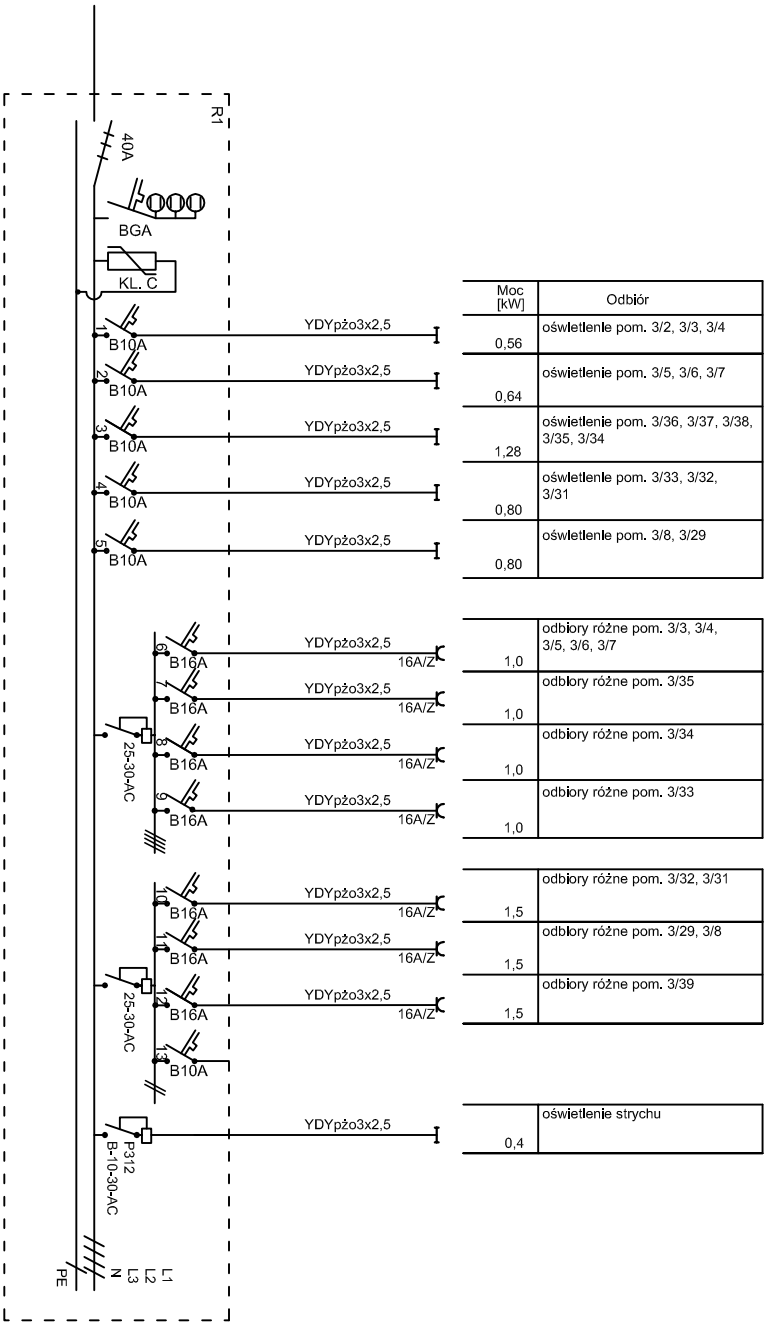 R1
40A
BGA
KL. C
Moc
[kW]
Odbiór
1
B10A
YDYpżo3x2,5
0,56
oświetlenie pom. 3/2, 3/3, 3/4
2
B10A
YDYpżo3x2,5
0,64
oświetlenie pom. 3/5, 3/6, 3/7
3
B10A
YDYpżo3x2,5
1,28
oświetlenie pom. 3/36, 3/37, 3/38,
3/35, 3/34
4
B10A
YDYpżo3x2,5
0,80
oświetlenie pom. 3/33, 3/32,
3/31
5
B10A
YDYpżo3x2,5
0,80
oświetlenie pom. 3/8, 3/29
25-30-AC
6
B16A
YDYpżo3x2,5
16A/Z
1,0
odbiory różne pom. 3/3, 3/4,
3/5, 3/6, 3/7
7
B16A
YDYpżo3x2,5
16A/Z
1,0
odbiory różne pom. 3/35
8
B16A
YDYpżo3x2,5
16A/Z
1,0
odbiory różne pom. 3/34
9
B16A
YDYpżo3x2,5
16A/Z
1,0
odbiory różne pom. 3/33
25-30-AC
10
B16A
YDYpżo3x2,5
16A/Z
1,5
odbiory różne pom. 3/32, 3/31
11
B16A
YDYpżo3x2,5
16A/Z
1,5
odbiory różne pom. 3/29, 3/8
12
B16A
YDYpżo3x2,5
16A/Z
1,5
odbiory różne pom. 3/39
13
B10A
P312
B-10-30-AC
YDYpżo3x2,5
0,4
oświetlenie strychu
L1
L2
L3
N
PE